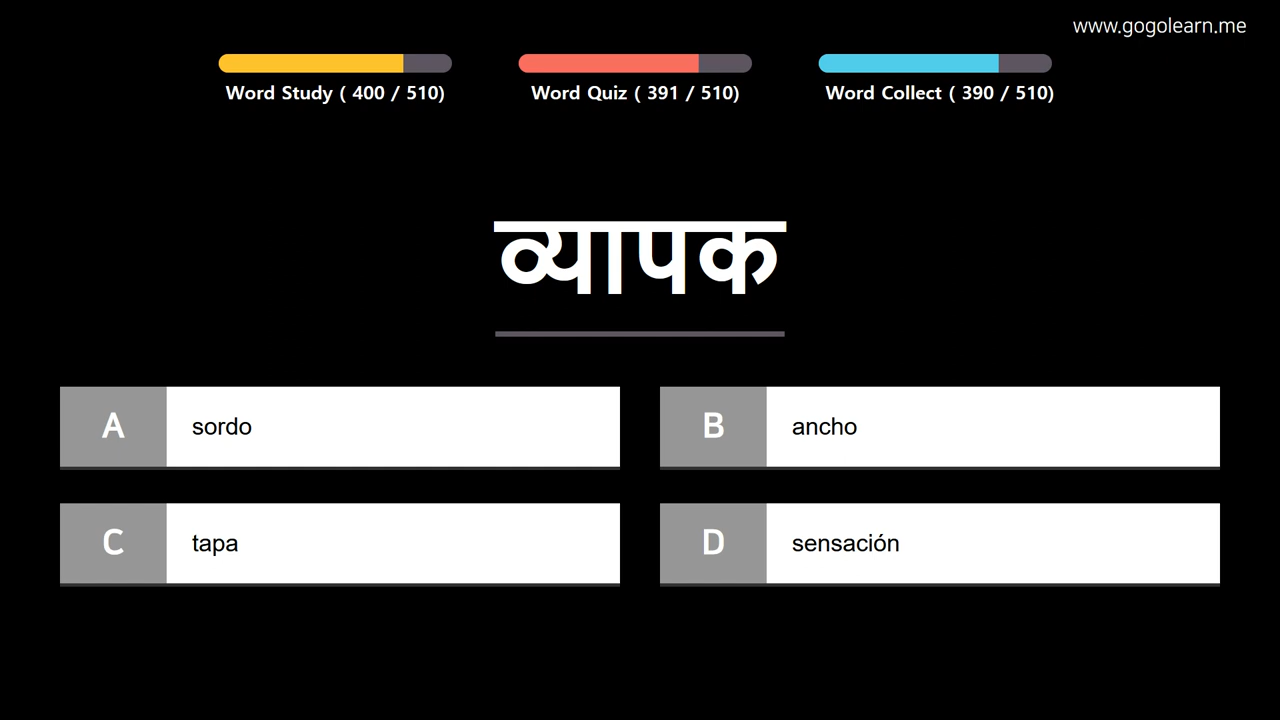 www.gogolearn.me
Word Study ( 400 / 510)
Word Quiz ( 391 / 510)
Word Collect ( 390 / 510)
व्यापक
A sordo
B ancho
C tapa
D sensación